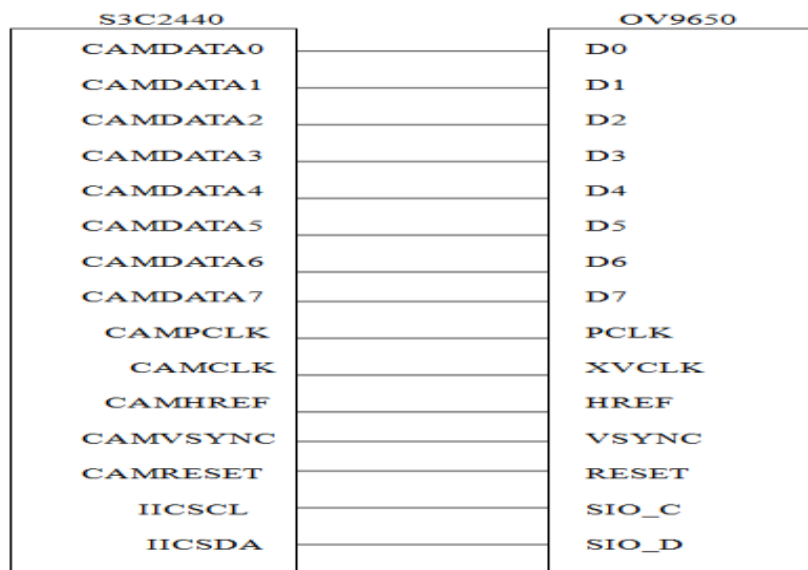 S3C2440 OV9650
CAMDATA0 D0
CAMDATA1 D1
CAMDATA2 D2
CAMDATA3 D3
CAMDATA4 D4
CAMDATA5 D5
CAMDATA6 D6
CAMDATA7 D7
CAMPCLK PCLK
CAMCLK XVCLK
CAMHREF HREF
CAMVSYNC VSYNC
CAMRESET RESET
IICSCL SIO_C
IICSDA SIO_D